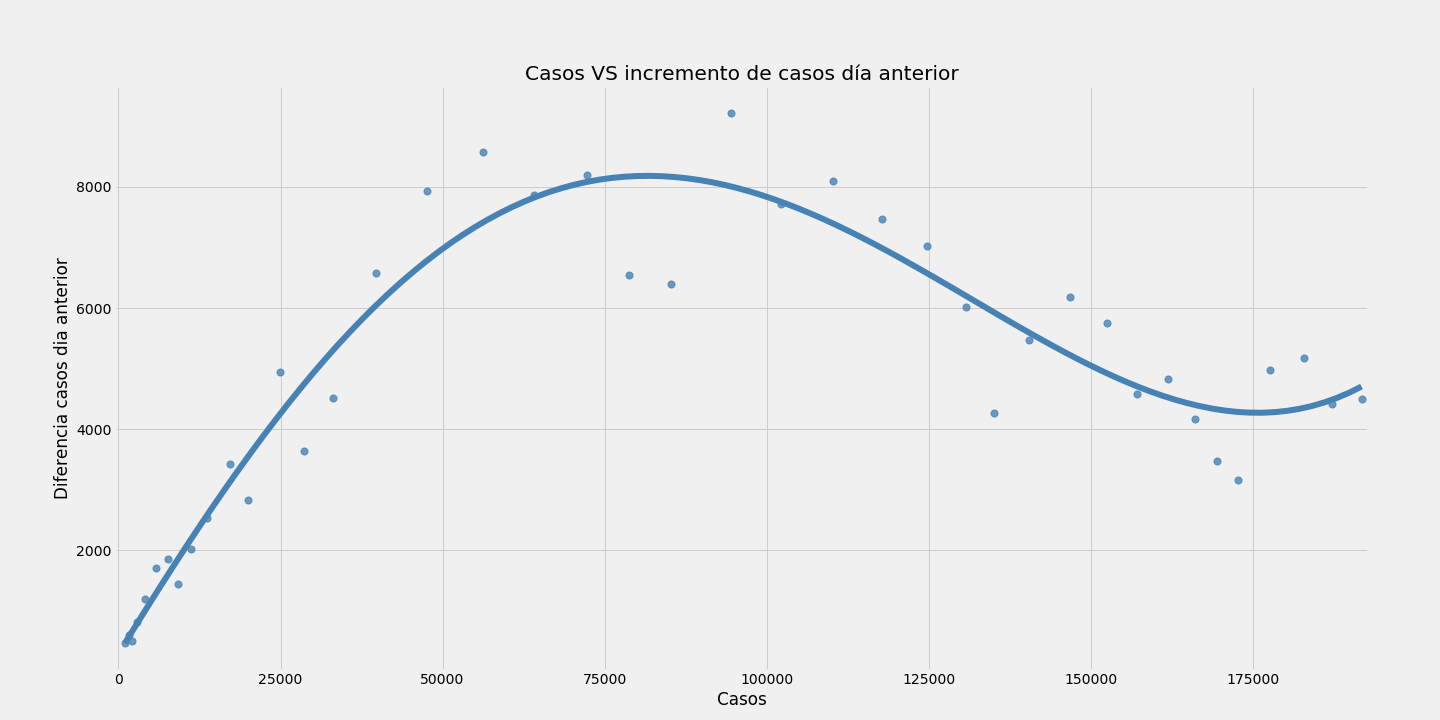 Casos VS incremento de casos día anterior
Diferencia casos dia anterior
8000
6000
4000
2000
0 25000 50000 75000 100000 125000 150000 175000
Casos